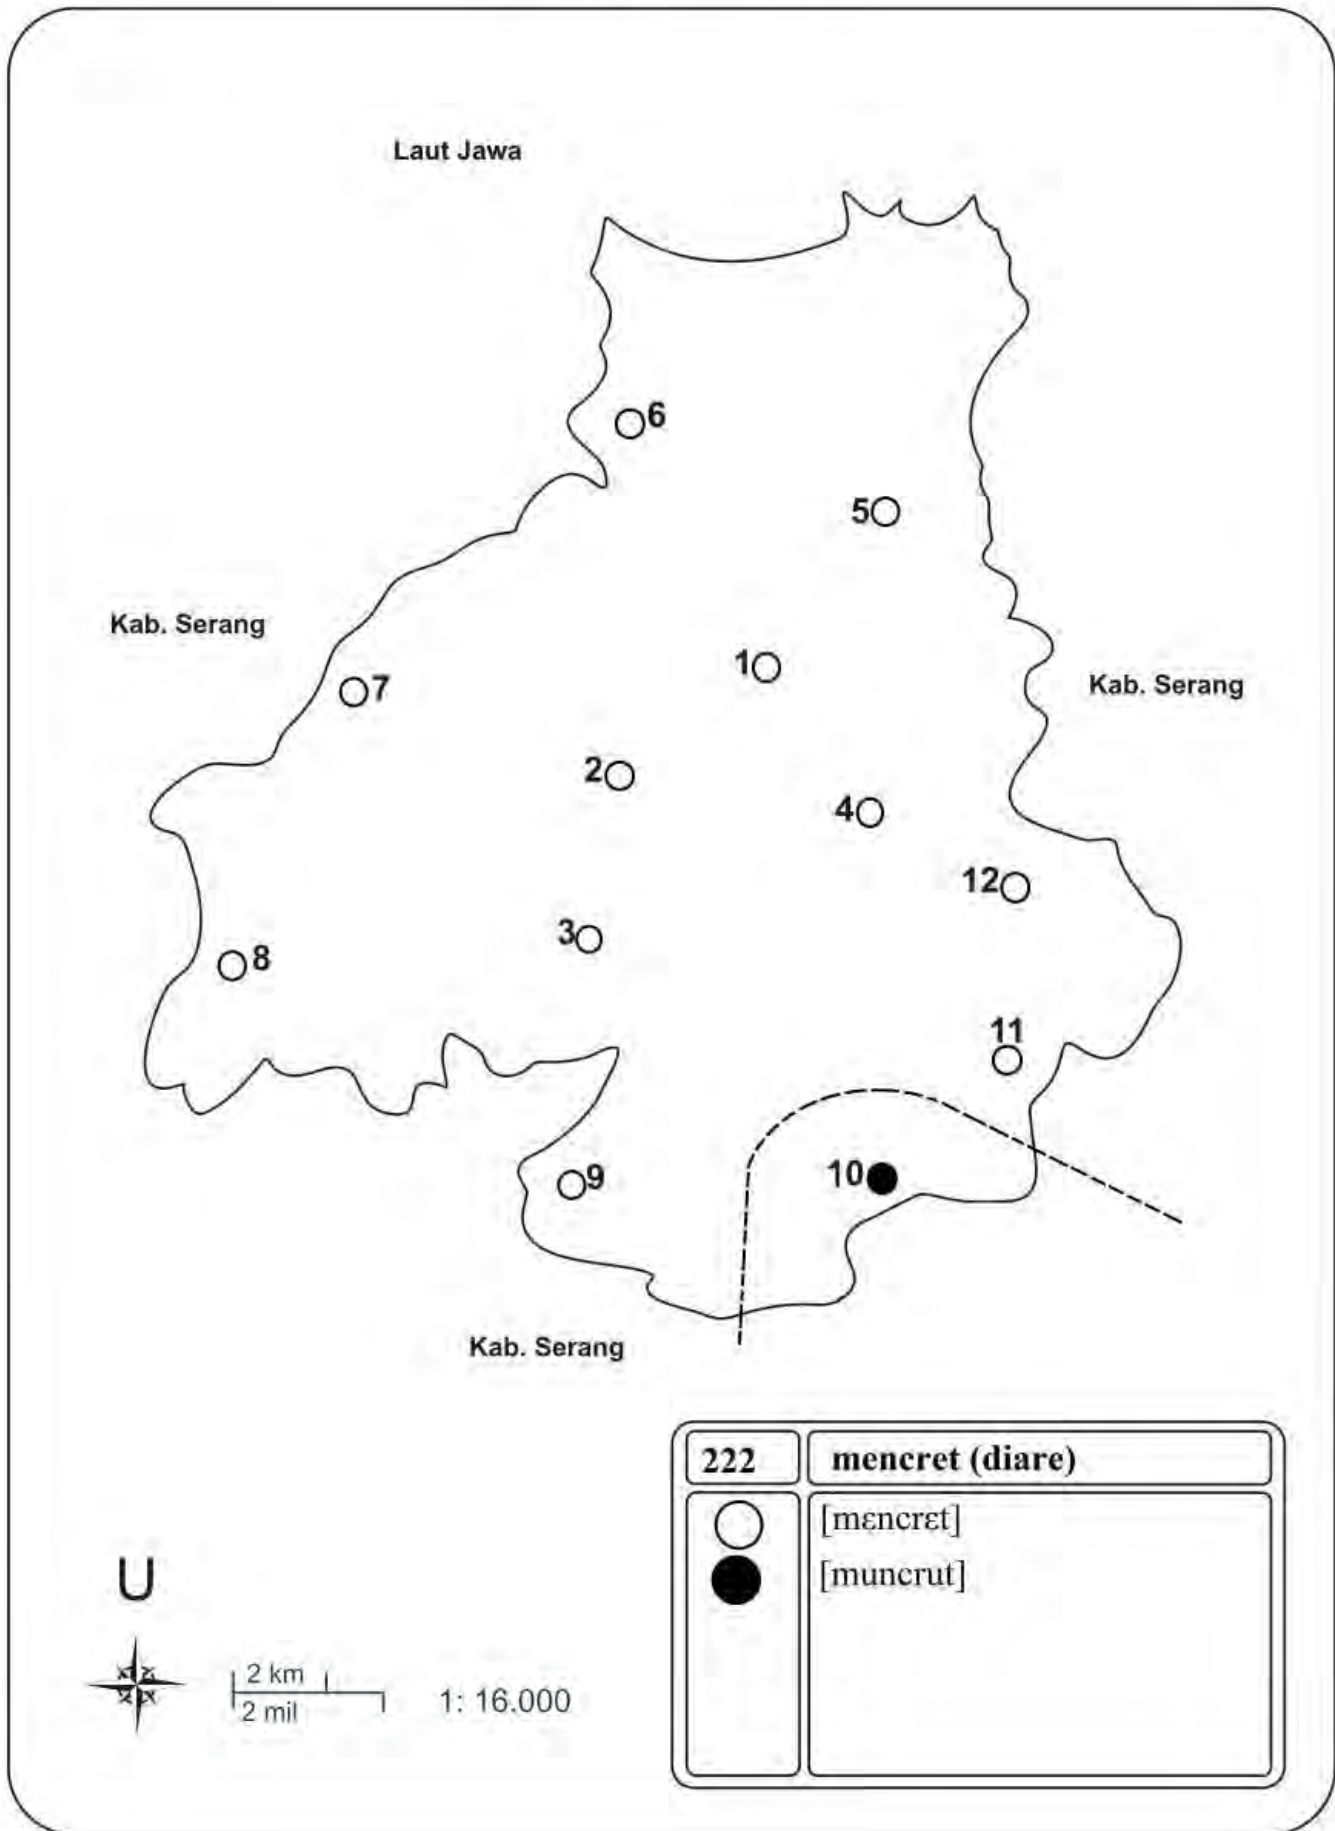 Laut Jawa
6
5
Kab. Serang
1
Kab. Serang
7
2
4
12
3
8
11
10
9
Kab. Serang
222 mencret (diare)
[mɛncrɛt]
[muncrut]
U
2 km
2 mil
1: 16.000